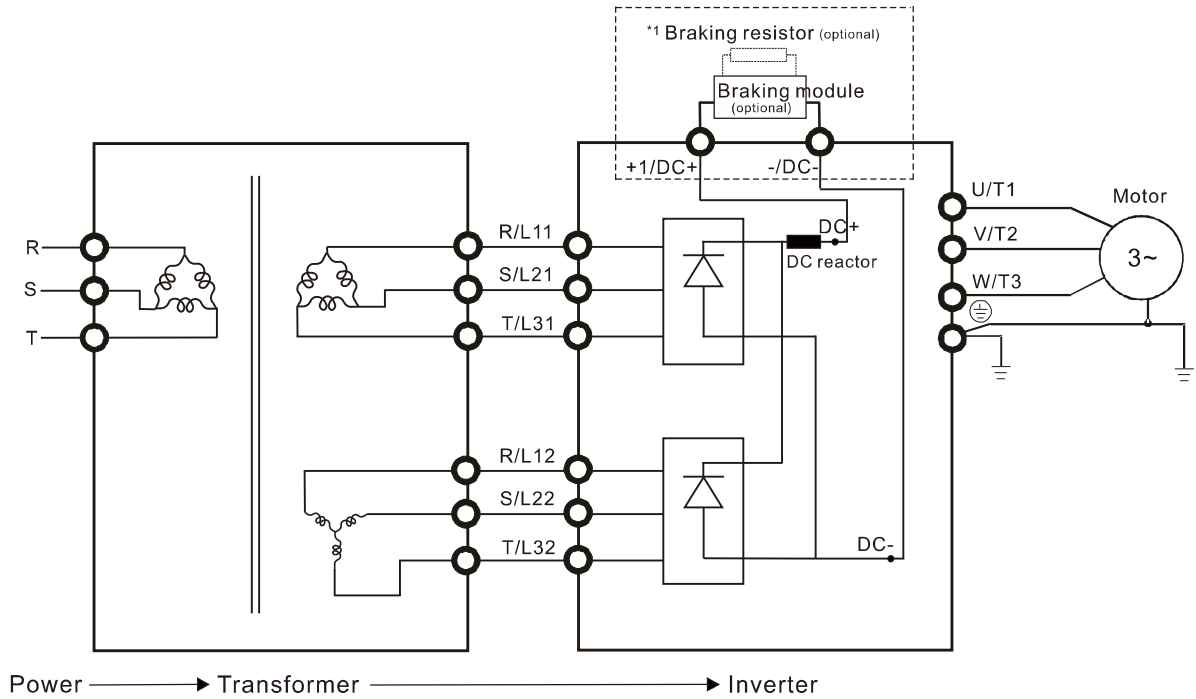 *1 Braking resistor (optional)
Braking module
(optional)
+1/DC+
-/DC-
R
S
T
R/L11
S/L21
T/L31
R/L12
S/L22
T/L32
DC+
DC reactor
DC-
U/T1
V/T2
W/T3
Motor
3~
Power
Transformer
Inverter